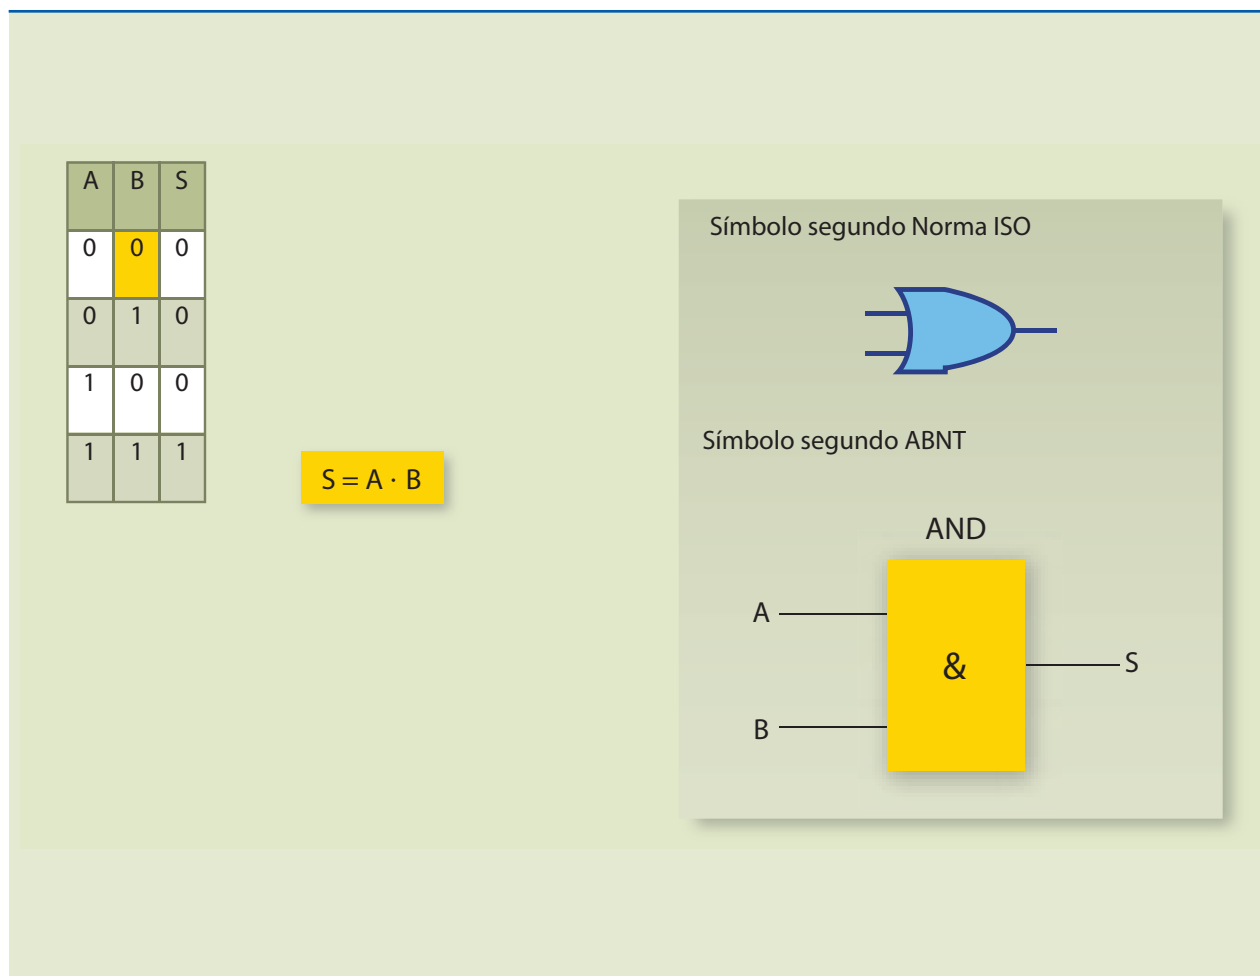 A B S
0 0 0
0 1 0
1 0 0
1 1 1
S = A · B
Símbolo segundo Norma ISO
Símbolo segundo ABNT
AND
A
&
S
B